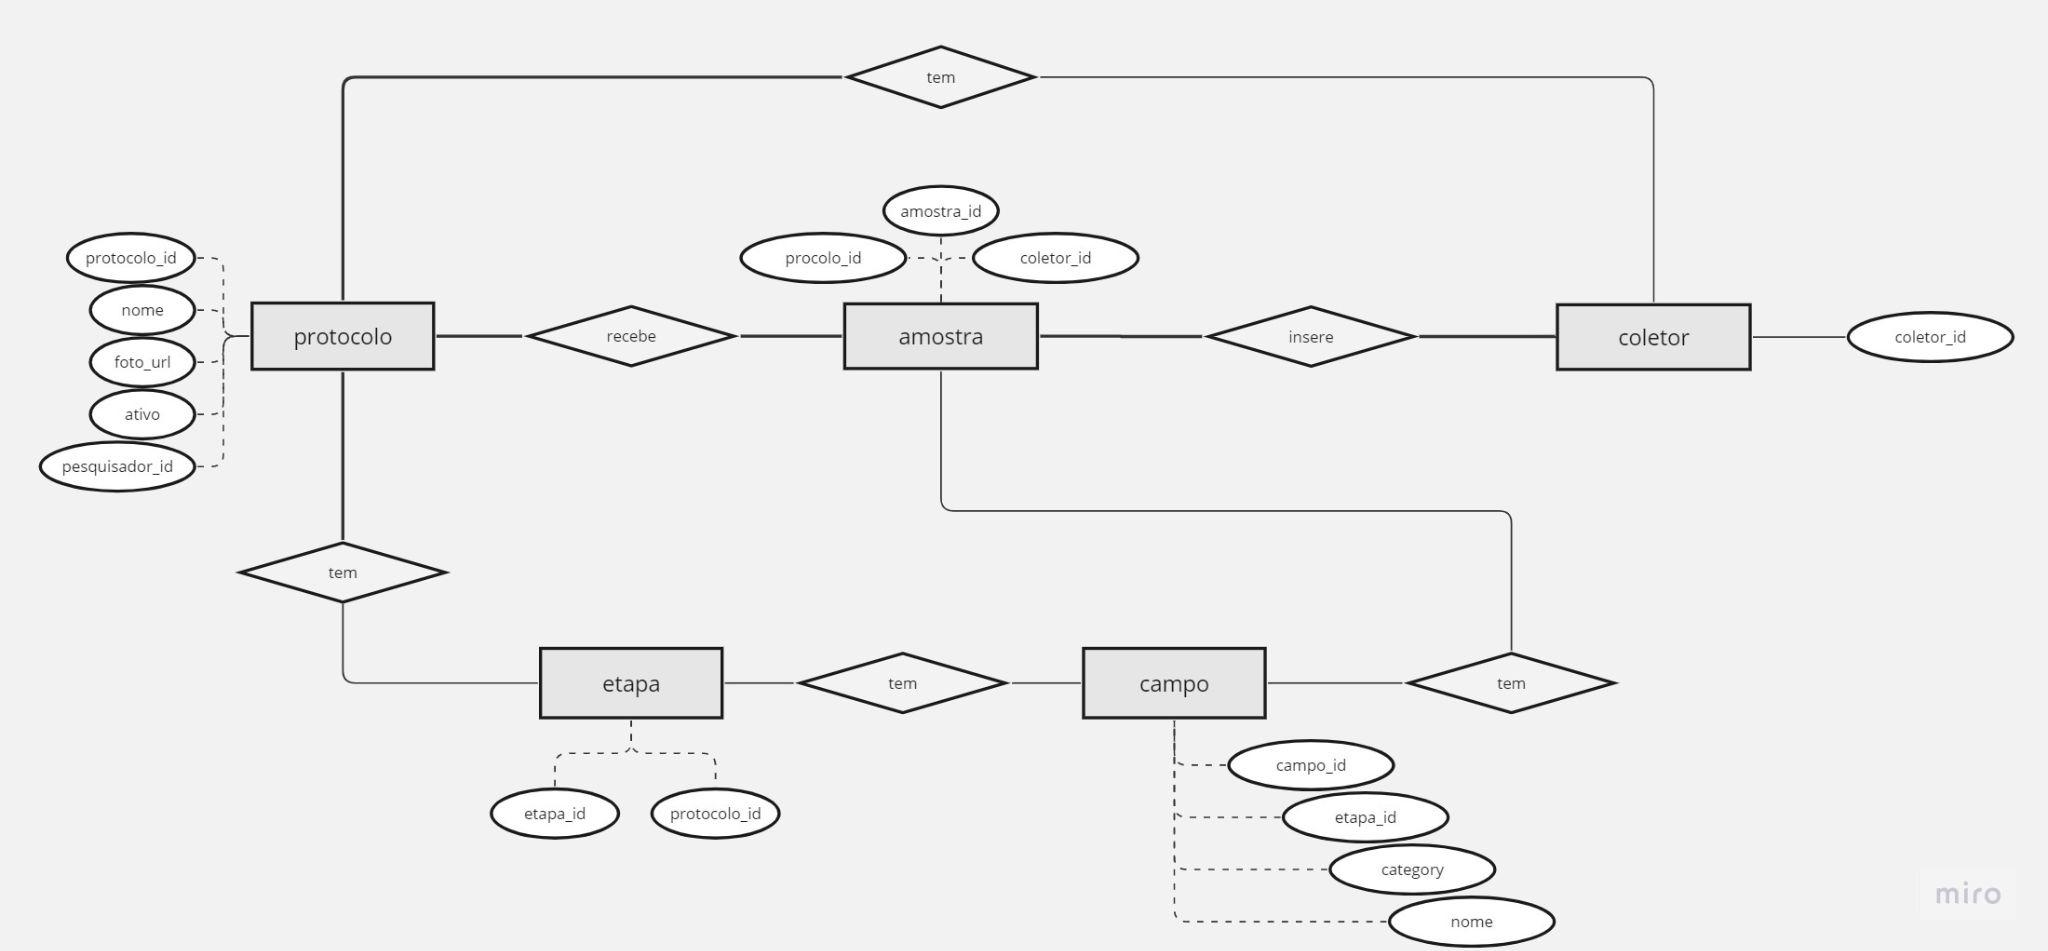 tem
amostra_id
protocolo_id
procolo_id
coletor_id
nome
protocolo
recebe
amostra
insere
coletor
coletor_id
foto_url
ativo
pesquisador_id
tem
etapa
tem
campo
tem
campo_id
etapa_id
protocolo_id
etapa_id
category
nome
miro